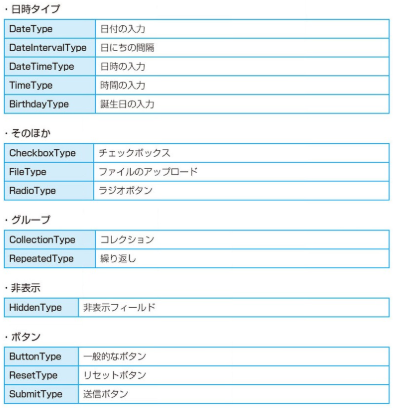 ・日時タイプ
DateType 日付の入力
DateIntervalType 日にちの間隔
DateTimeType 日時の入力
TimeType 時間の入力
BirthdayType 誕生日の入力
・そのほか
CheckboxType チェックボックス
FileType ファイルのアップロード
RadioType ラジオボタン
・グループ
CollectionType コレクション
RepeatedType 繰り返し
・非表示
HiddenType 非表示フィールド
・ボタン
ButtonType 一般的なボタン
ResetType リセットボタン
SubmitType 送信ボタン